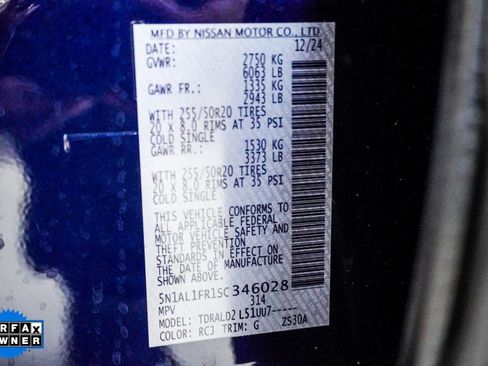 MFD BY NISSAN MOTOR CO., LTD
DATE: 12/24
GVWR: 2750 KG
6063 LB
GAWR FR.: 1335 KG
2943 LB
WITH 255/50R20 TIRES
20 x 8.0 RIMS AT 35 PSI
COLD SINGLE
GAWR RR.: 1530 KG
3373 LB
WITH 255/50R20 TIRES
20 x 8.0 RIMS AT 35 PSI
COLD SINGLE
THIS VEHICLE CONFORMS TO
ALL APPLICABLE FEDERAL
MOTOR VEHICLE SAFETY AND
THEFT PREVENTION
STANDARDS IN EFFECT ON
THE DATE OF MANUFACTURE
SHOWN ABOVE.
5N1AL1FR1SC346028
MPV 314
MODEL: TDRALD2 L51UU7-----
COLOR: RCJ TRIM: G ZS30A
RFAX
OWNER